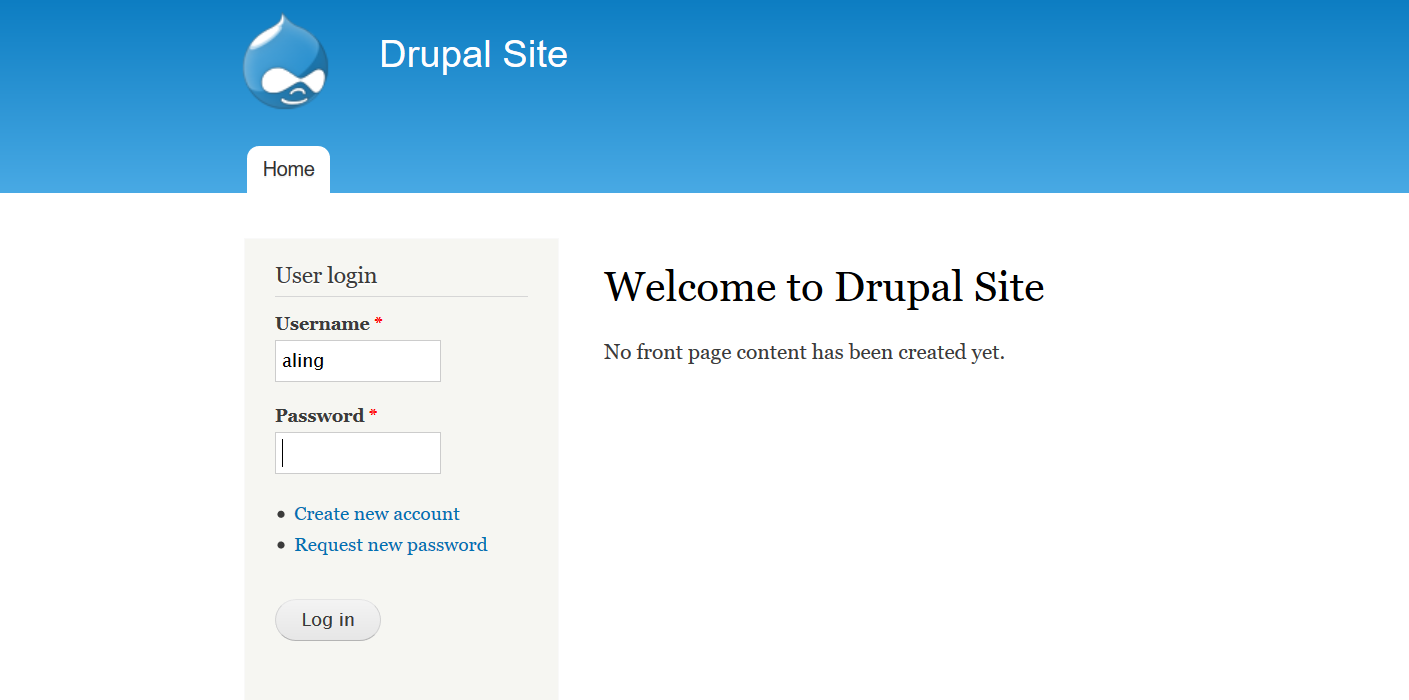 Drupal Site
Home
User login
Username *
aling
Password *
Create new account
Request new password
Log in
Welcome to Drupal Site
No front page content has been created yet.